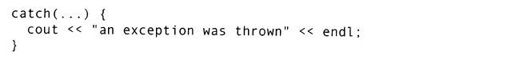 catch(...) {
  cout << "an exception was thrown" << endl;
}